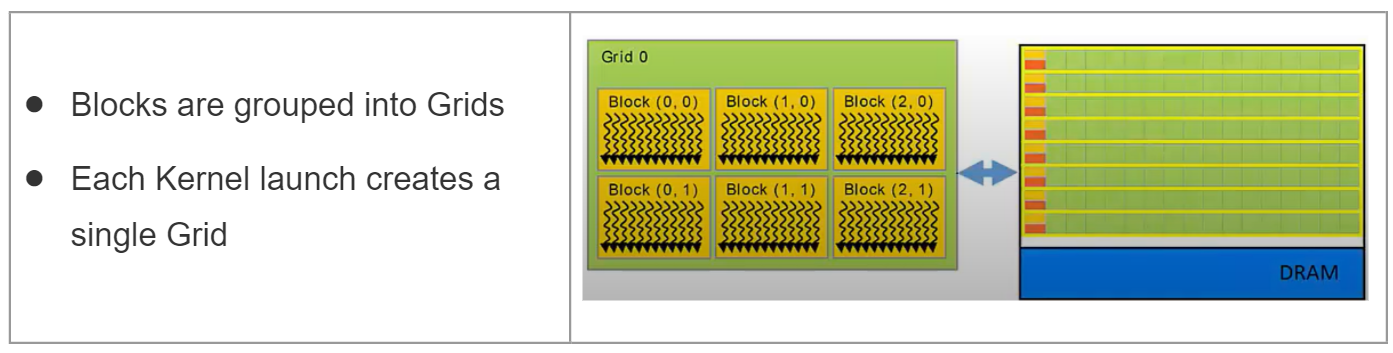 ● Blocks are grouped into Grids
● Each Kernel launch creates a
single Grid
Grid 0
Block (0, 0) Block (1, 0) Block (2, 0)
Block (0, 1) Block (1, 1) Block (2, 1)
DRAM